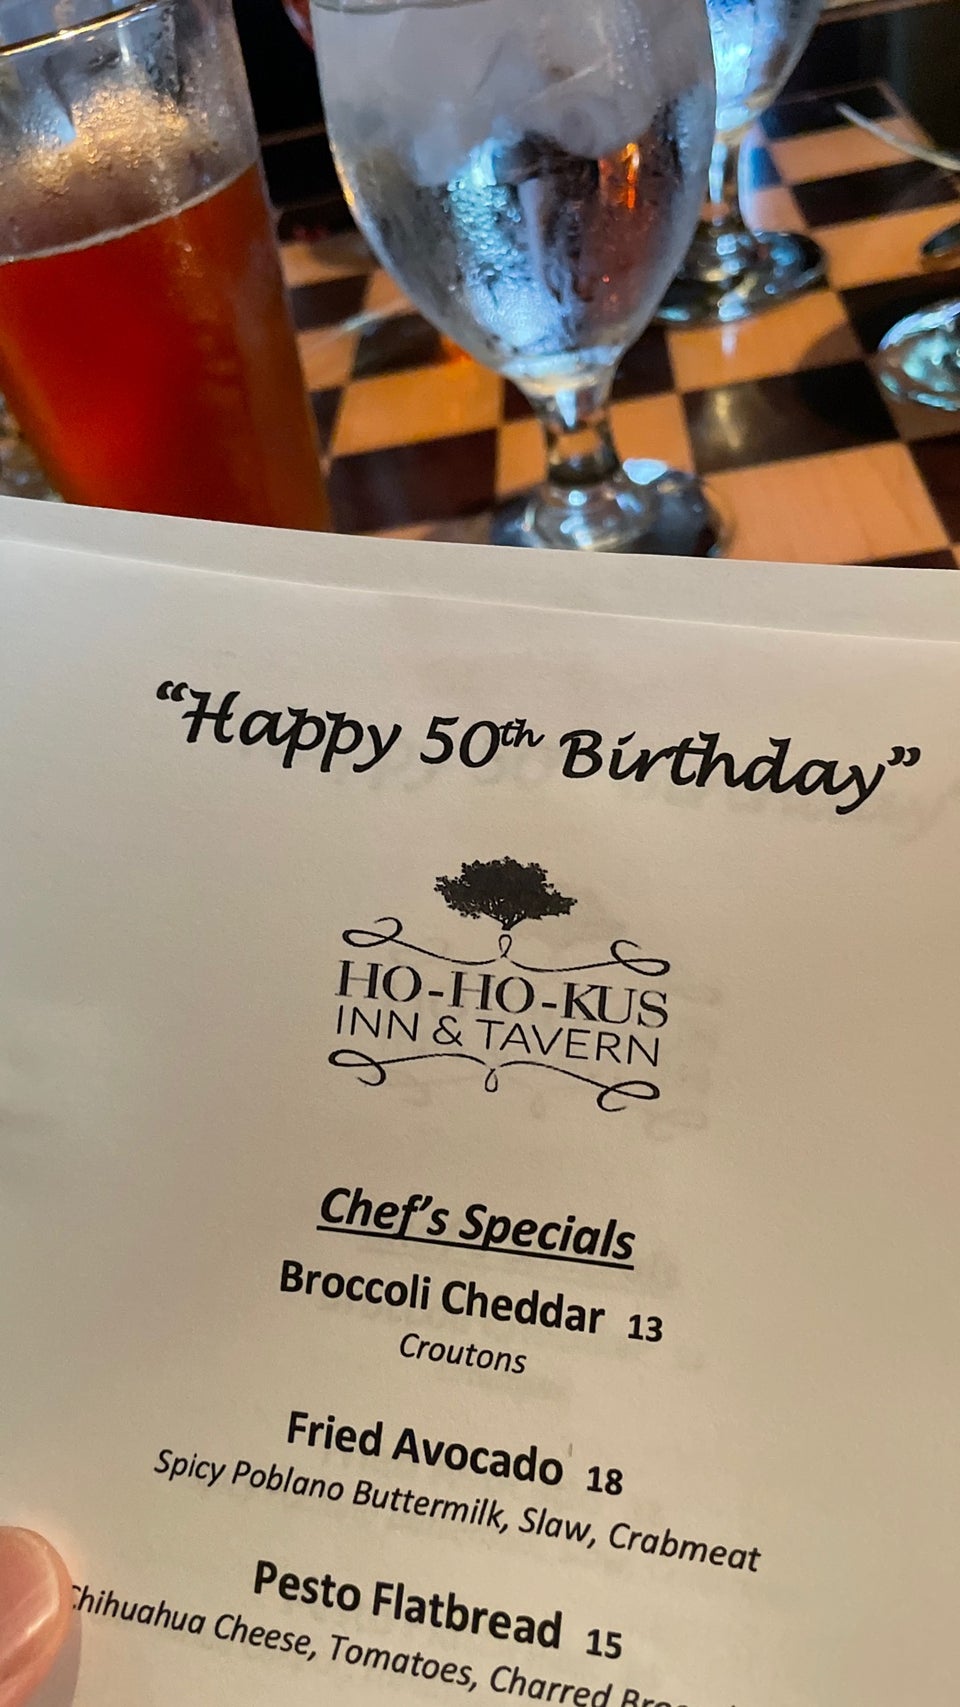 “Happy 50th Birthday”
HO-HO-KUS
INN & TAVERN
Chef's Specials
Broccoli Cheddar 13
Croutons
Fried Avocado 18
Spicy Poblano Buttermilk, Slaw, Crabmeat
Pesto Flatbread 15
Chihuahua Cheese, Tomatoes, Charred